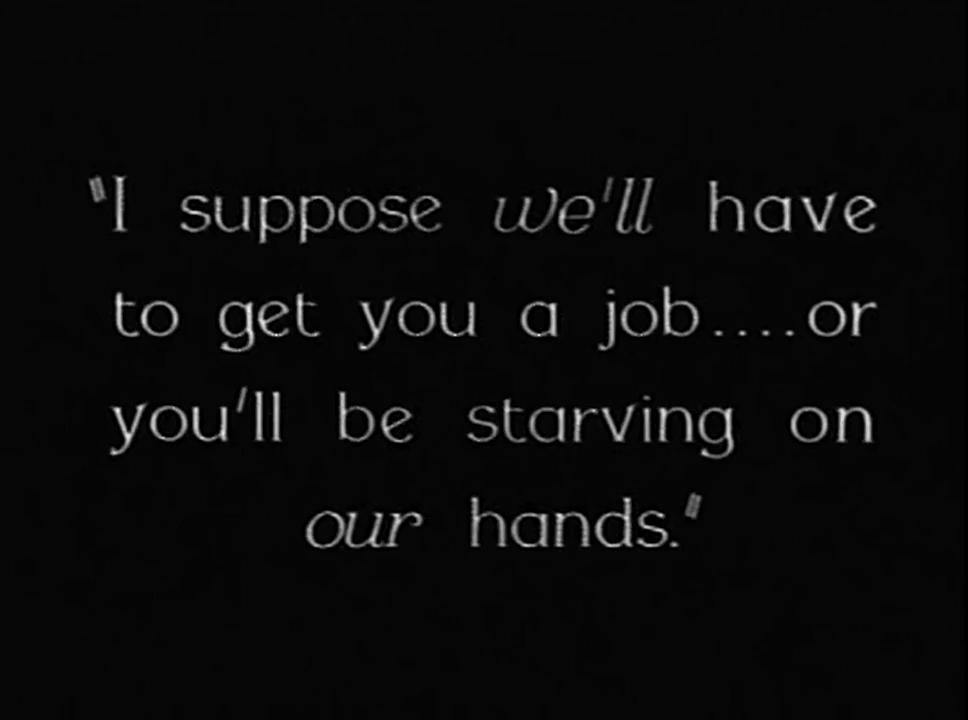 "I suppose we'll have
to get you a job....or
you'll be starving on
our hands."